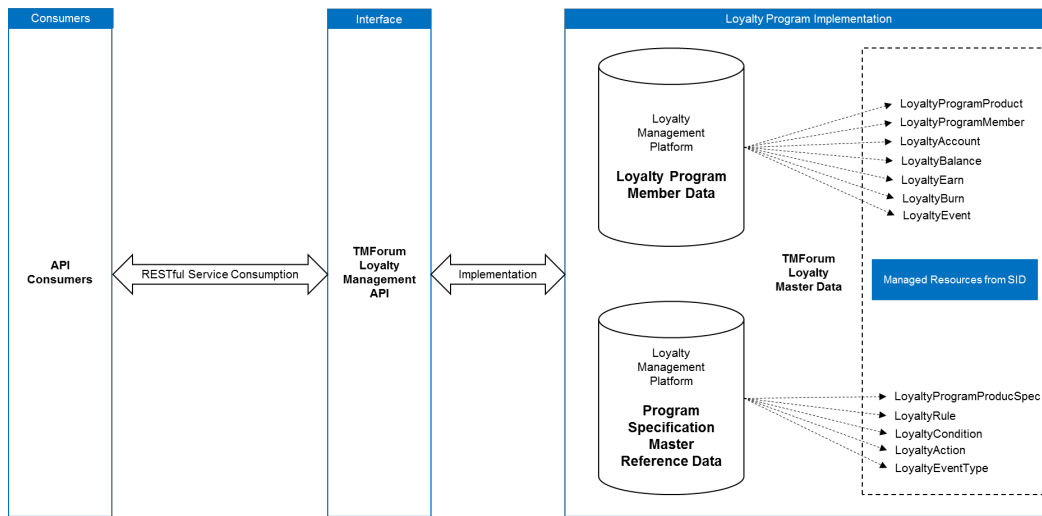 Consumers
Interface
Loyalty Program Implementation
API
Consumers
RESTful Service Consumption
TMForum
Loyalty
Management
API
Implementation
Loyalty
Management
Platform
Loyalty Program
Member Data
LoyaltyProgramProduct
LoyaltyProgramMember
LoyaltyAccount
LoyaltyBalance
LoyaltyEarn
LoyaltyBurn
LoyaltyEvent
TMForum
Loyalty
Master Data
Managed Resources from SID
Loyalty
Management
Platform
Program
Specification
Master
Reference Data
LoyaltyProgramProducSpec
LoyaltyRule
LoyaltyCondition
LoyaltyAction
LoyaltyEventType